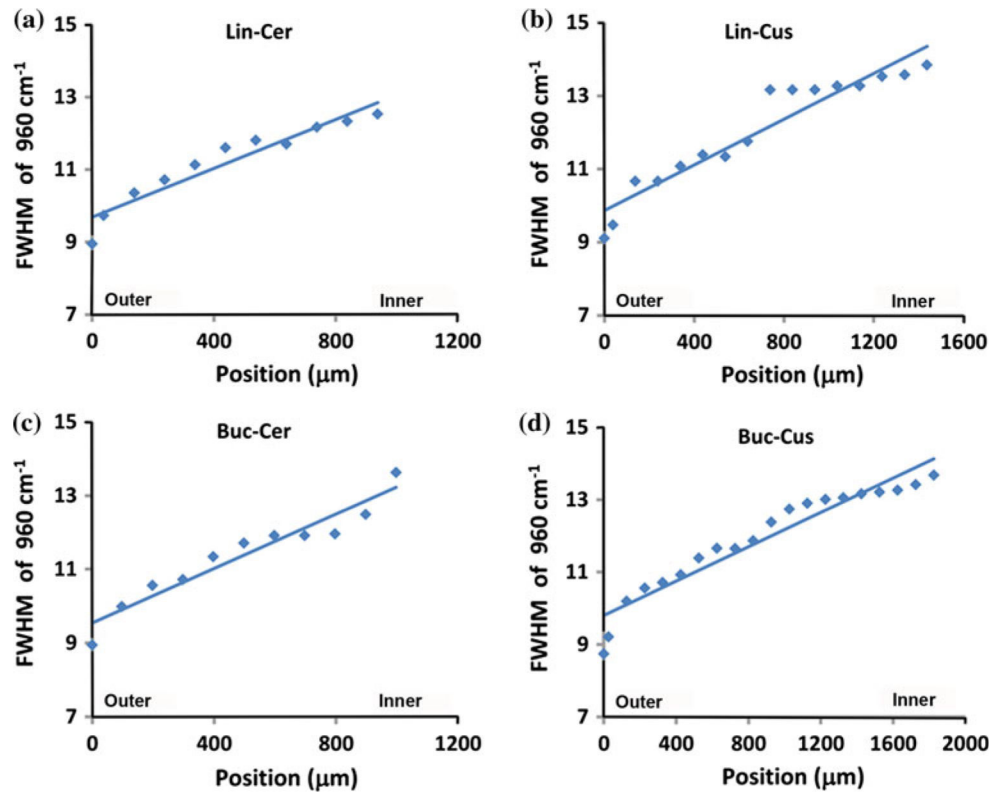 (a)
Lin-Cer
FWHM of 960 cm⁻¹
15
13
11
9
7
Outer
Inner
0
400
800
1200
Position (μm)
(b)
Lin-Cus
FWHM of 960 cm⁻¹
15
13
11
9
7
Outer
Inner
0
400
800
1200
1600
Position (μm)
(c)
Buc-Cer
FWHM of 960 cm⁻¹
15
13
11
9
7
Outer
Inner
0
400
800
1200
Position (μm)
(d)
Buc-Cus
FWHM of 960 cm⁻¹
15
13
11
9
7
Outer
Inner
0
400
800
1200
1600
2000
Position (μm)